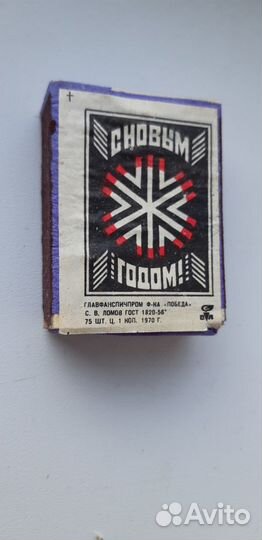 С НОВЫМ
ГОДОМ!
ГЛАВФАНСПИЧПРОМ Ф-КА «ПОБЕДА»
С. В. ЛОМОВ ГОСТ 1820-56*
75 ШТ. Ц. 1 КОП. 1970 Г.
Avito